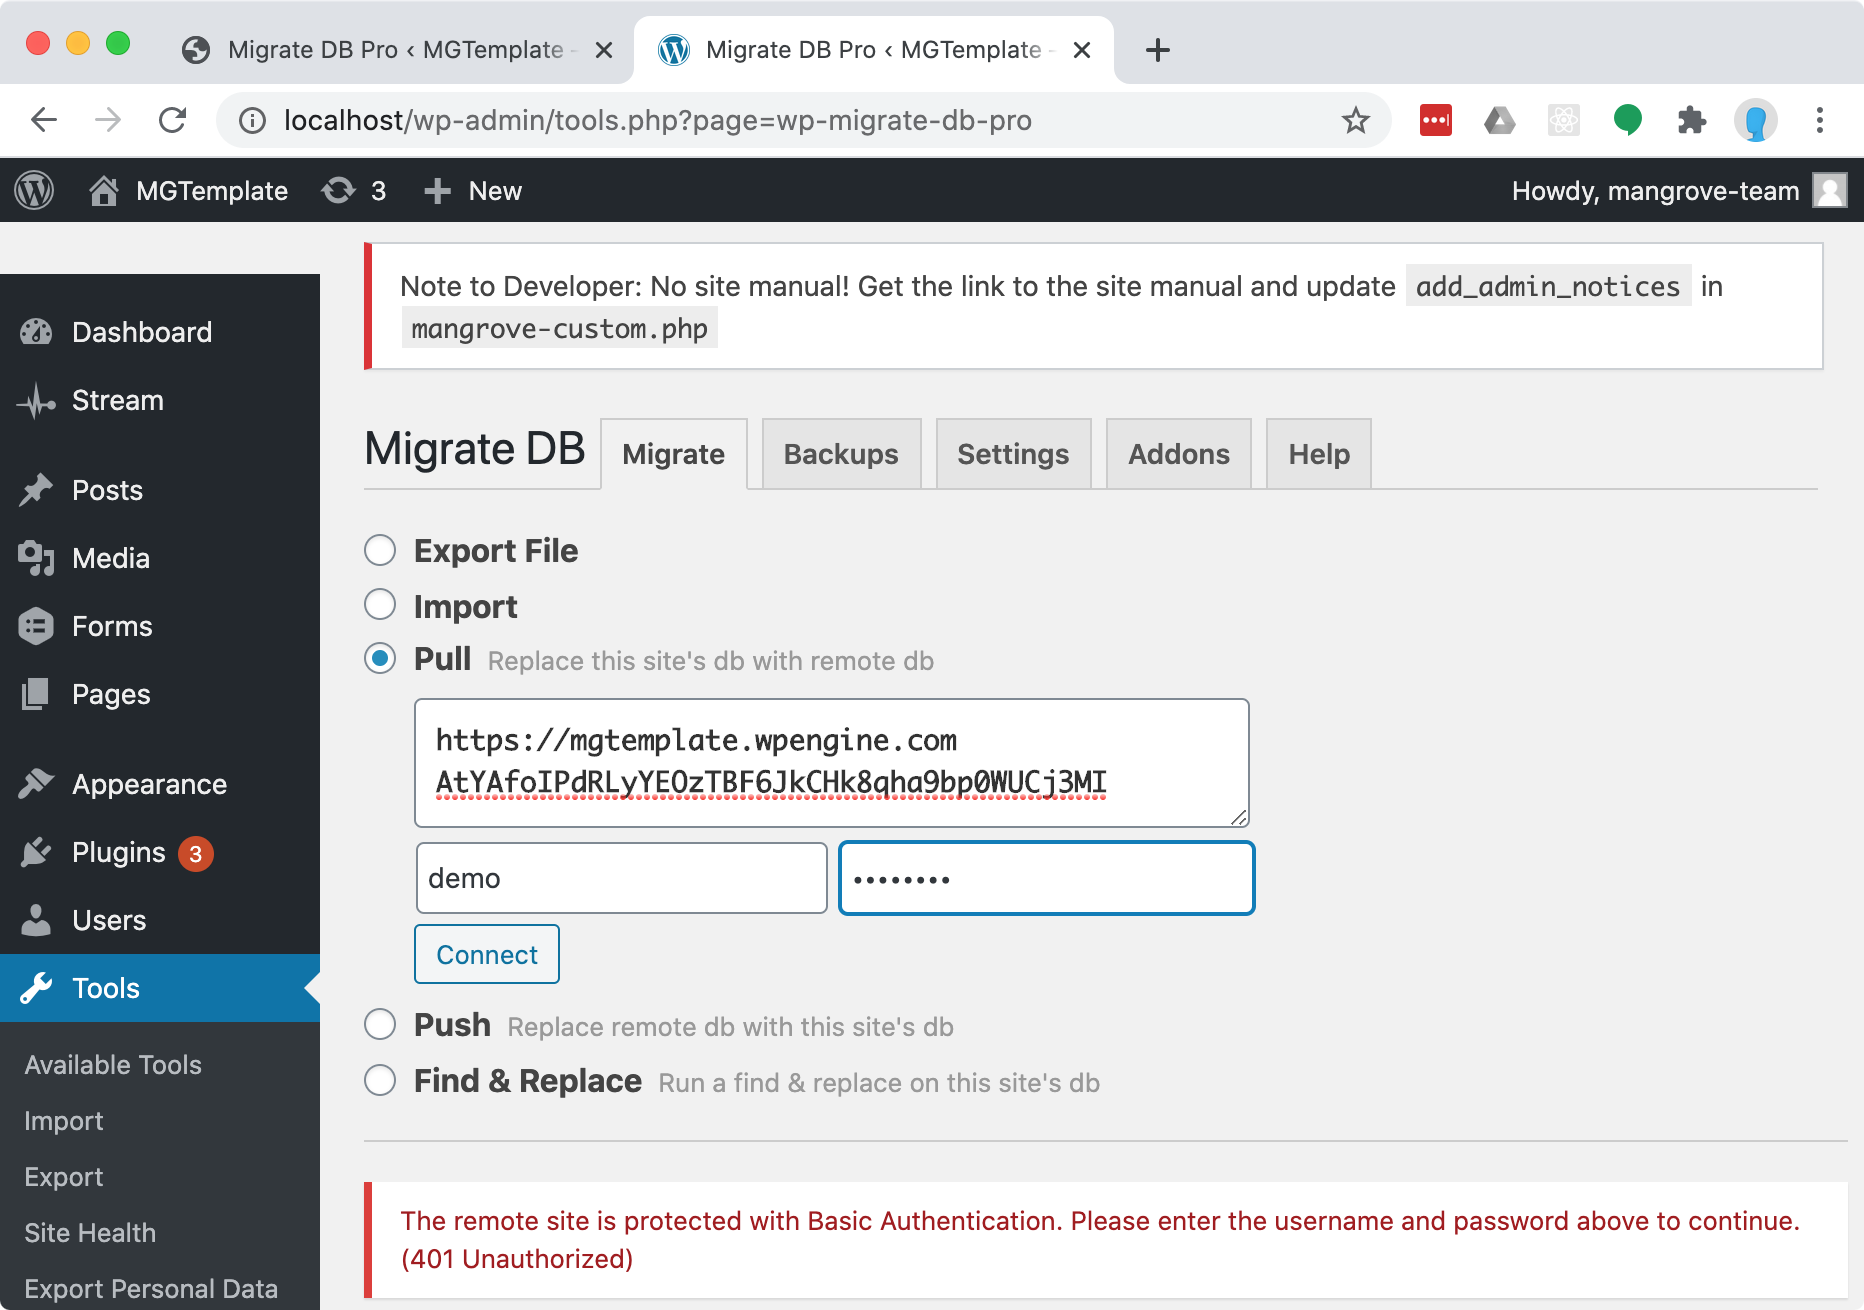 Migrate DB Pro ‹ MGTemplate -
Migrate DB Pro ‹ MGTemplate -
localhost/wp-admin/tools.php?page=wp-migrate-db-pro
MGTemplate 3 New
Howdy, mangrove-team
Note to Developer: No site manual! Get the link to the site manual and update add_admin_notices in
mangrove-custom.php
Dashboard
Stream
Posts
Media
Forms
Pages
Appearance
Plugins 3
Users
Tools
Available Tools
Import
Export
Site Health
Export Personal Data
Migrate DB
Migrate
Backups
Settings
Addons
Help
Export File
Import
Pull Replace this site's db with remote db
https://mgtemplate.wpengine.com
AtYAfoIPdRLyYEOzTBF6JkCHk8qha9bp0WUCj3MI
demo
••••••••
Connect
Push Replace remote db with this site's db
Find & Replace Run a find & replace on this site's db
The remote site is protected with Basic Authentication. Please enter the username and password above to continue.
(401 Unauthorized)